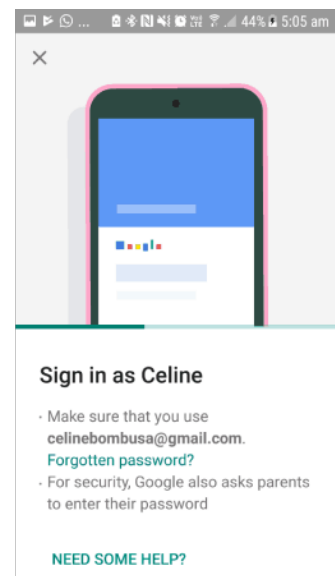 ... VoLTE 44% 5:05 am
Sign in as Celine
· Make sure that you use
celinebombusa@gmail.com.
Forgotten password?
· For security, Google also asks parents
to enter their password
NEED SOME HELP?